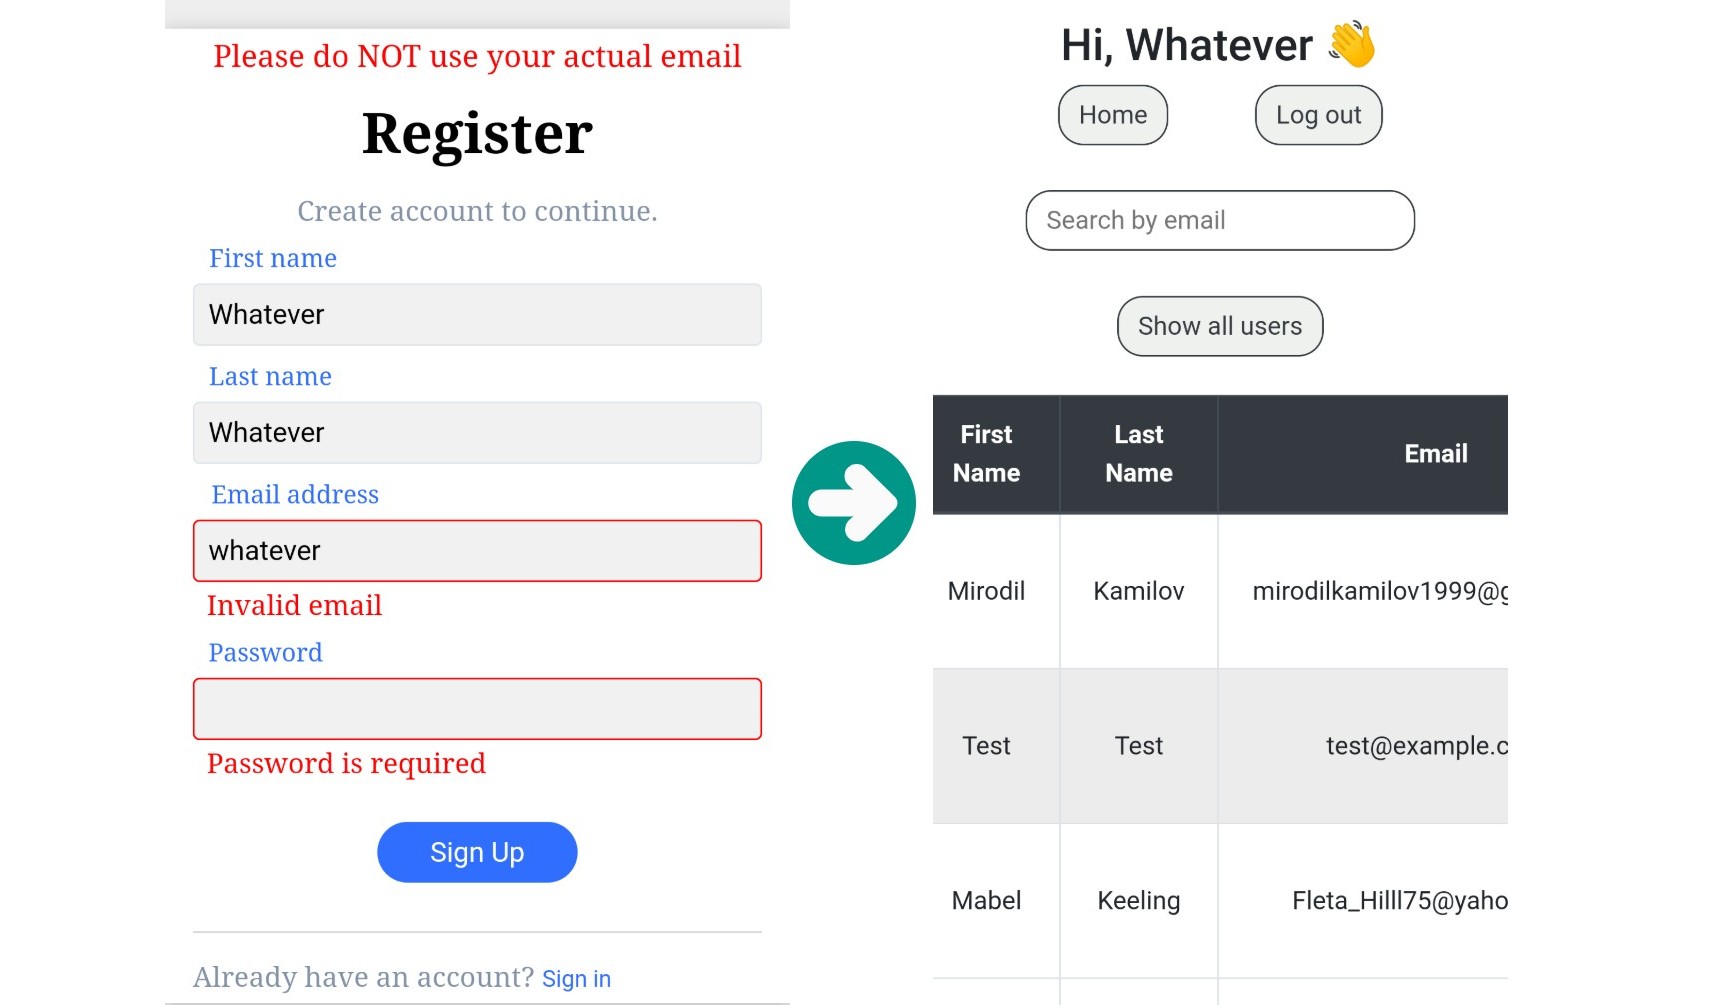 Please do NOT use your actual email
Register
Create account to continue.
First name
Whatever
Last name
Whatever
Email address
whatever
Invalid email
Password
Password is required
Sign Up
Already have an account? Sign in
Hi, Whatever 👋
Home Log out
Search by email
Show all users
First Name Last Name Email
Mirodil Kamilov mirodilkamilov1999@g
Test Test test@example.c
Mabel Keeling Fleta_Hilll75@yaho